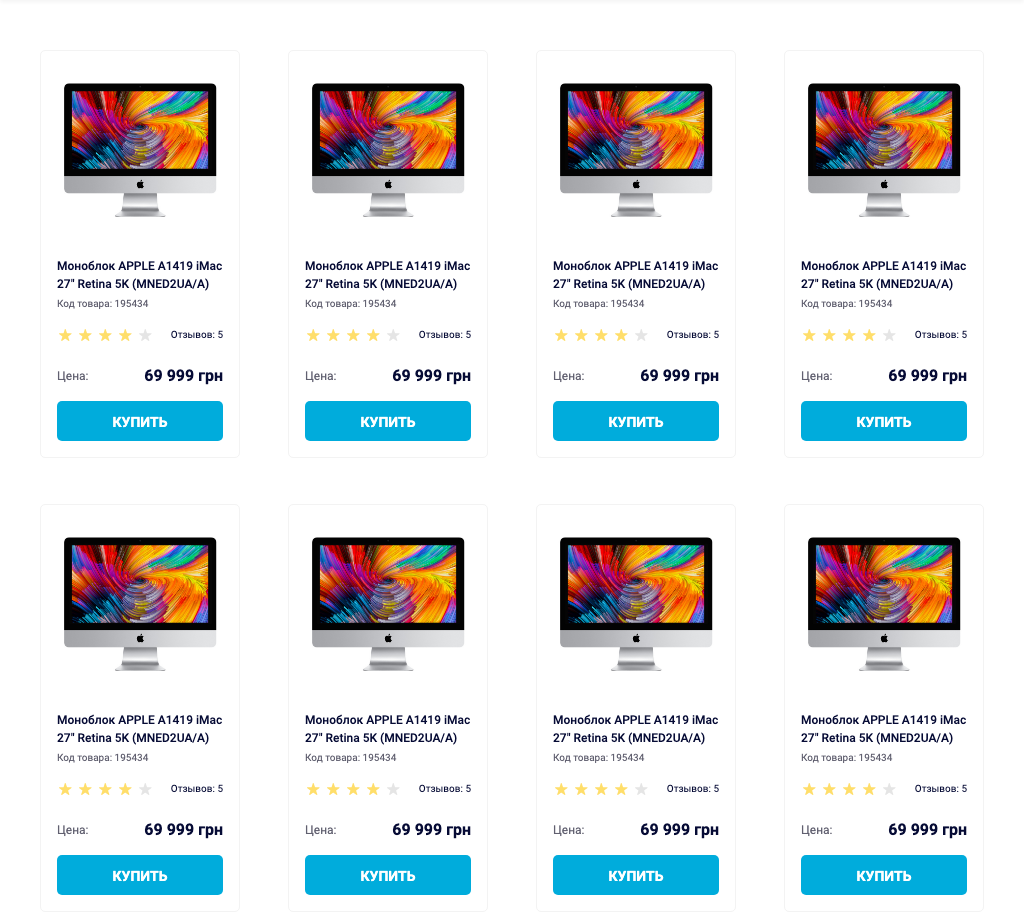 Моноблок APPLE A1419 iMac
27" Retina 5K (MNED2UA/A)
Код товара: 195434
Отзывов: 5
Цена: 69 999 грн
КУПИТЬ
Моноблок APPLE A1419 iMac
27" Retina 5K (MNED2UA/A)
Код товара: 195434
Отзывов: 5
Цена: 69 999 грн
КУПИТЬ
Моноблок APPLE A1419 iMac
27" Retina 5K (MNED2UA/A)
Код товара: 195434
Отзывов: 5
Цена: 69 999 грн
КУПИТЬ
Моноблок APPLE A1419 iMac
27" Retina 5K (MNED2UA/A)
Код товара: 195434
Отзывов: 5
Цена: 69 999 грн
КУПИТЬ
Моноблок APPLE A1419 iMac
27" Retina 5K (MNED2UA/A)
Код товара: 195434
Отзывов: 5
Цена: 69 999 грн
КУПИТЬ
Моноблок APPLE A1419 iMac
27" Retina 5K (MNED2UA/A)
Код товара: 195434
Отзывов: 5
Цена: 69 999 грн
КУПИТЬ
Моноблок APPLE A1419 iMac
27" Retina 5K (MNED2UA/A)
Код товара: 195434
Отзывов: 5
Цена: 69 999 грн
КУПИТЬ
Моноблок APPLE A1419 iMac
27" Retina 5K (MNED2UA/A)
Код товара: 195434
Отзывов: 5
Цена: 69 999 грн
КУПИТЬ